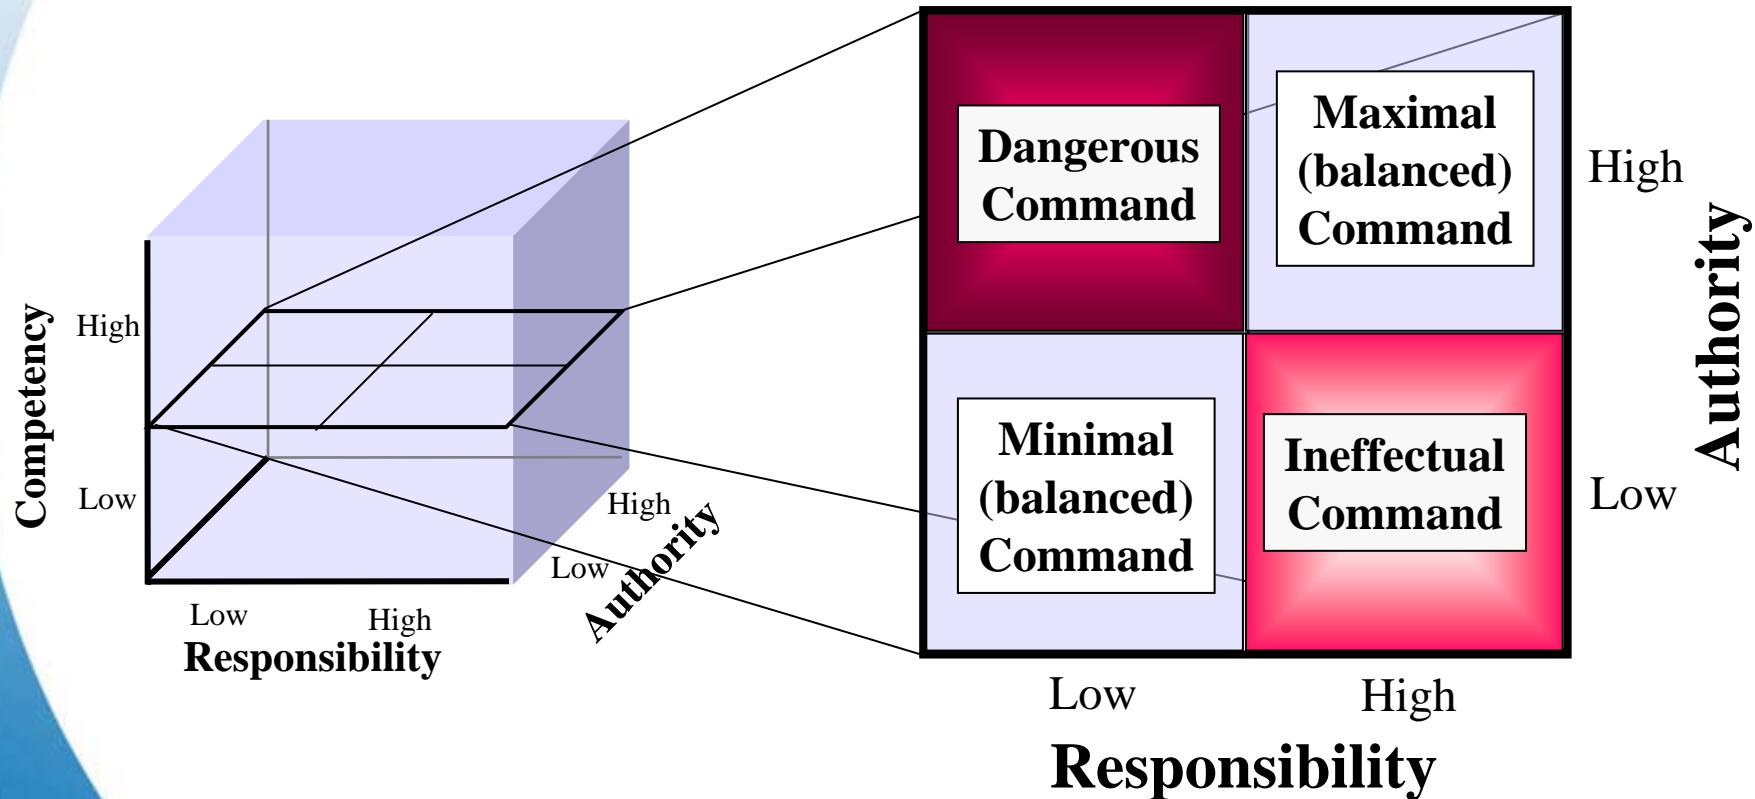 Competency
High
Low
Low
High
Responsibility
High
Low
Authority
Dangerous
Command
Maximal
(balanced)
Command
Minimal
(balanced)
Command
Ineffectual
Command
High
Low
Authority
Low
High
Responsibility